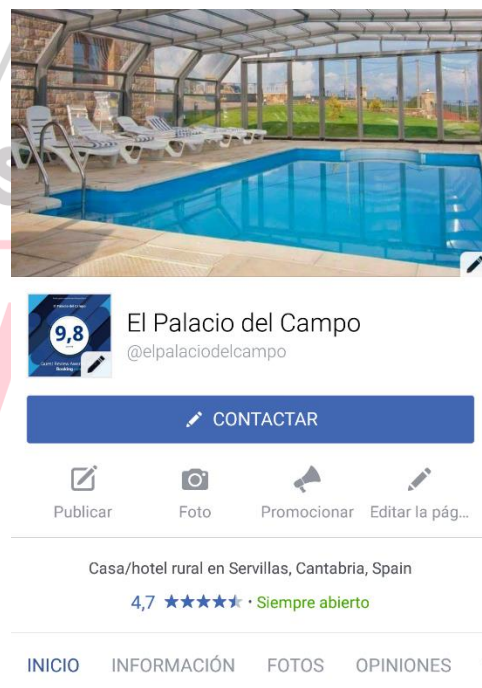 9,8
El Palacio del Campo
@elpalaciodelcampo
CONTACTAR
Publicar
Foto
Promocionar
Editar la pág...
Casa/hotel rural en Servillas, Cantabria, Spain
4,7 ★★★★★ · Siempre abierto
INICIO
INFORMACIÓN
FOTOS
OPINIONES